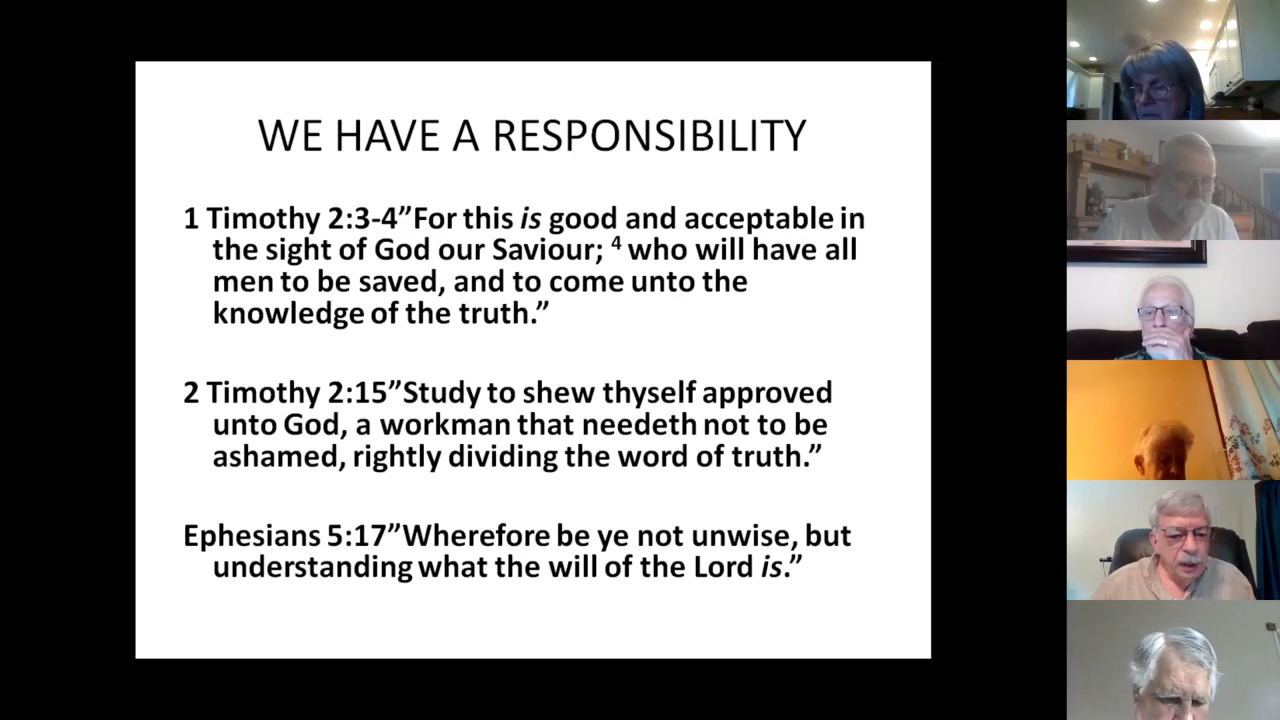 WE HAVE A RESPONSIBILITY
1 Timothy 2:3-4”For this is good and acceptable in
the sight of God our Saviour; 4 who will have all
men to be saved, and to come unto the
knowledge of the truth.”
2 Timothy 2:15”Study to shew thyself approved
unto God, a workman that needeth not to be
ashamed, rightly dividing the word of truth.”
Ephesians 5:17”Wherefore be ye not unwise, but
understanding what the will of the Lord is.”